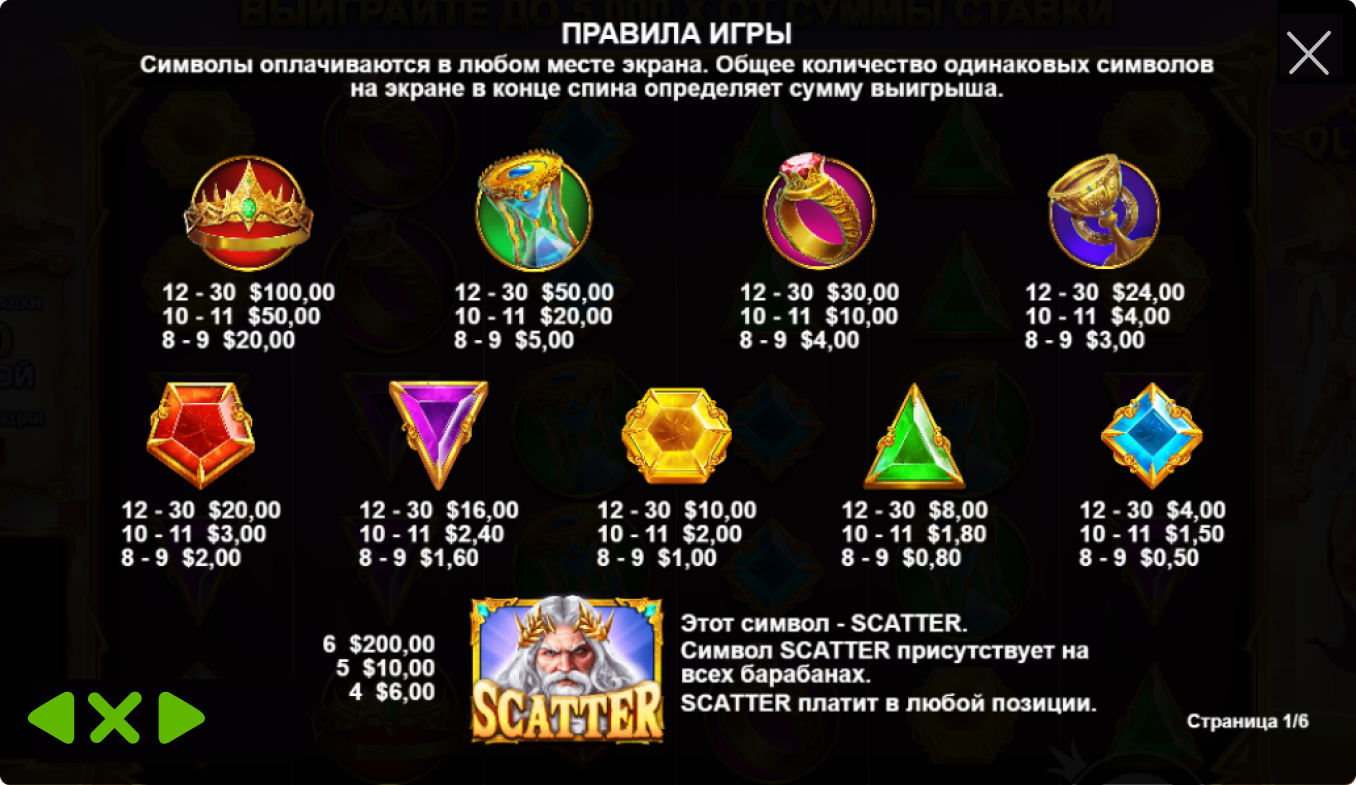 ВЫИГРАЙТЕ ДО 5,000 X ОТ СУММЫ СТАВКИ
ПРАВИЛА ИГРЫ
Символы оплачиваются в любом месте экрана. Общее количество одинаковых символов
на экране в конце спина определяет сумму выигрыша.
12 - 30 $100,00
10 - 11 $50,00
8 - 9 $20,00
12 - 30 $50,00
10 - 11 $20,00
8 - 9 $5,00
12 - 30 $30,00
10 - 11 $10,00
8 - 9 $4,00
12 - 30 $24,00
10 - 11 $4,00
8 - 9 $3,00
12 - 30 $20,00
10 - 11 $3,00
8 - 9 $2,00
12 - 30 $16,00
10 - 11 $2,40
8 - 9 $1,60
12 - 30 $10,00
10 - 11 $2,00
8 - 9 $1,00
12 - 30 $8,00
10 - 11 $1,80
8 - 9 $0,80
12 - 30 $4,00
10 - 11 $1,50
8 - 9 $0,50
6 $200,00
5 $10,00
4 $6,00
SCATTER
Этот символ - SCATTER.
Символ SCATTER присутствует на
всех барабанах.
SCATTER платит в любой позиции.
Страница 1/6